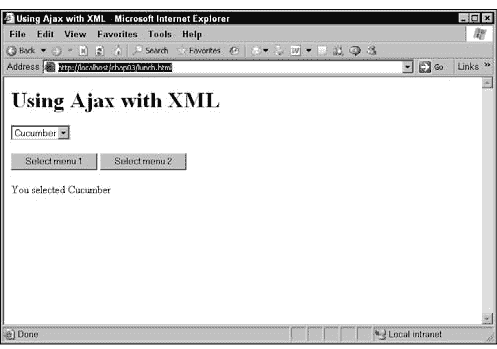 Using Ajax with XML - Microsoft Internet Explorer
File Edit View Favorites Tools Help
Back Search Favorites
Address http://localhost/chap03/lunch.html Go Links »
Using Ajax with XML
Cucumber
Select menu 1 Select menu 2
You selected Cucumber
Done Local intranet